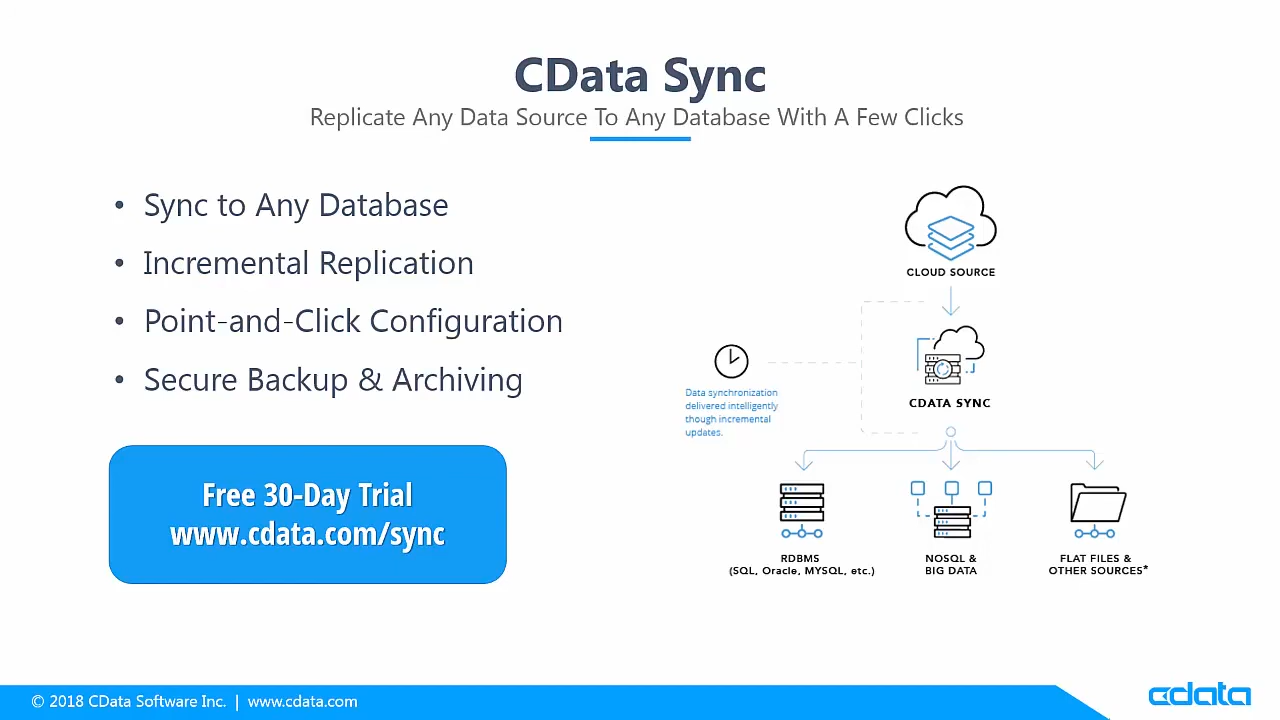 CData Sync
Replicate Any Data Source To Any Database With A Few Clicks
• Sync to Any Database
• Incremental Replication
• Point-and-Click Configuration
• Secure Backup & Archiving
Free 30-Day Trial
www.cdata.com/sync
CLOUD SOURCE
CDATA SYNC
Data synchronization
delivered intelligently
though incremental
updates.
RDBMS
(SQL, Oracle, MYSQL, etc.)
NOSQL &
BIG DATA
FLAT FILES &
OTHER SOURCES*
© 2018 CData Software Inc. | www.cdata.com
cdata